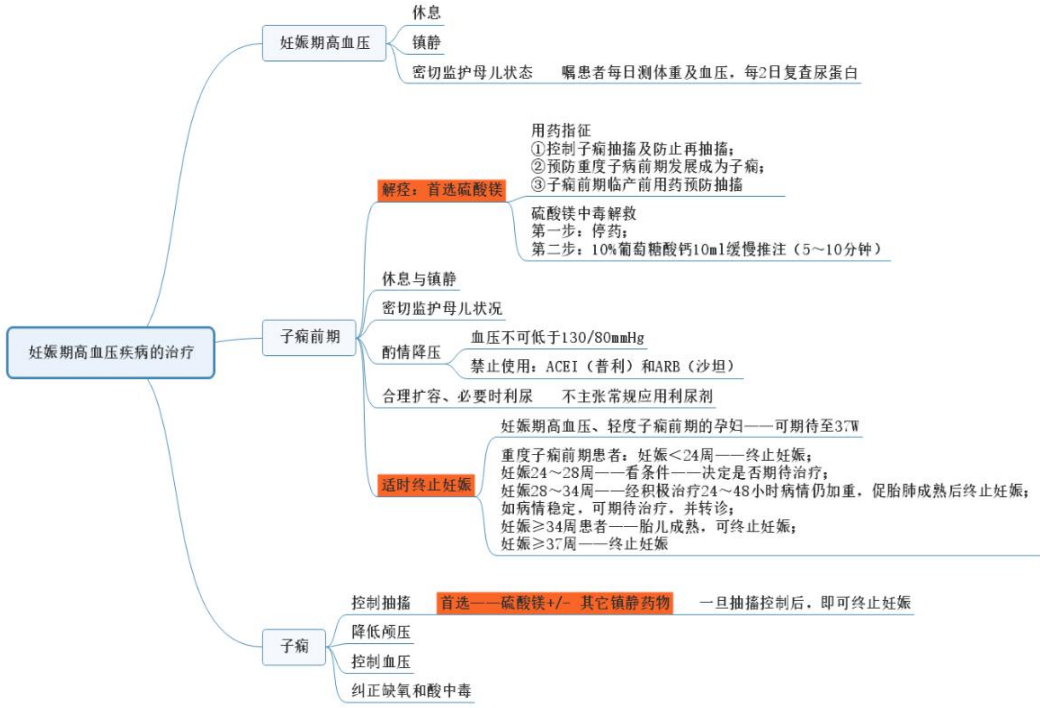 妊娠期高血压疾病的治疗
妊娠期高血压
休息
镇静
密切监护母儿状态 嘱患者每日测体重及血压，每2日复查尿蛋白
子痫前期
解痉：首选硫酸镁
用药指征
①控制子痫抽搐及防止再抽搐；
②预防重度子病前期发展成为子痫；
③子痫前期临产前用药预防抽搐
硫酸镁中毒解救
第一步：停药；
第二步：10%葡萄糖酸钙10ml缓慢推注（5～10分钟）
休息与镇静
密切监护母儿状况
酌情降压
血压不可低于130/80mmHg
禁止使用：ACEI（普利）和ARB（沙坦）
合理扩容、必要时利尿 不主张常规应用利尿剂
适时终止妊娠
妊娠期高血压、轻度子痫前期的孕妇——可期待至37W
重度子痫前期患者：妊娠＜24周——终止妊娠；
妊娠24～28周——看条件——决定是否期待治疗；
妊娠28～34周——经积极治疗24～48小时病情仍加重，促胎肺成熟后终止妊娠；
如病情稳定，可期待治疗，并转诊；
妊娠≥34周患者——胎儿成熟，可终止妊娠；
妊娠≥37周——终止妊娠
子痫
控制抽搐 首选——硫酸镁+/- 其它镇静药物 一旦抽搐控制后，即可终止妊娠
降低颅压
控制血压
纠正缺氧和酸中毒